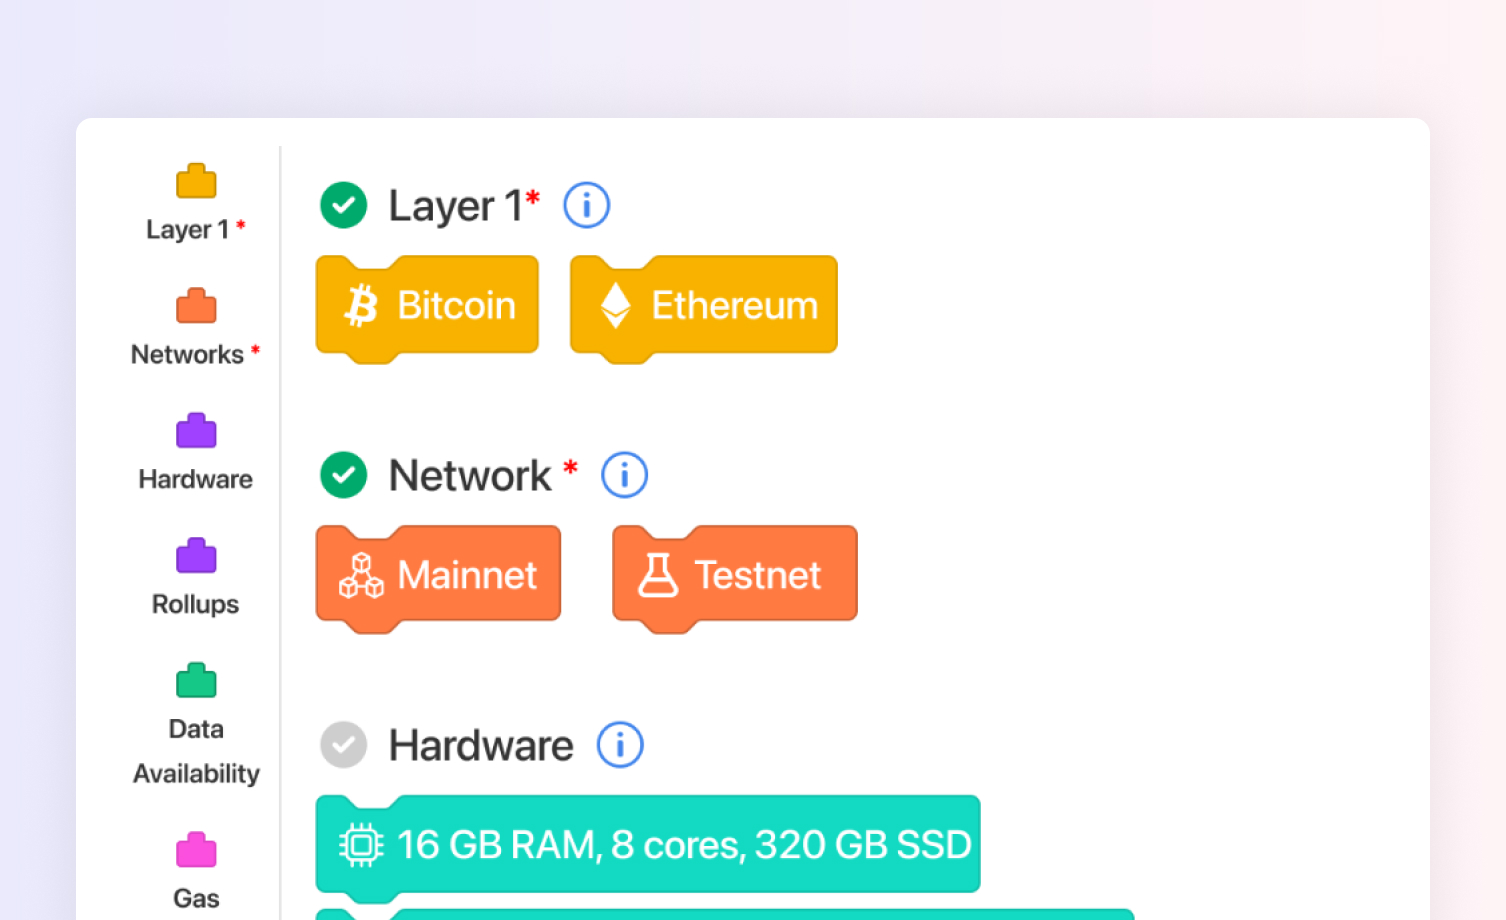 Layer 1 *
Networks *
Hardware
Rollups
Data
Availability
Gas
Layer 1*
Bitcoin
Ethereum
Network *
Mainnet
Testnet
Hardware
16 GB RAM, 8 cores, 320 GB SSD